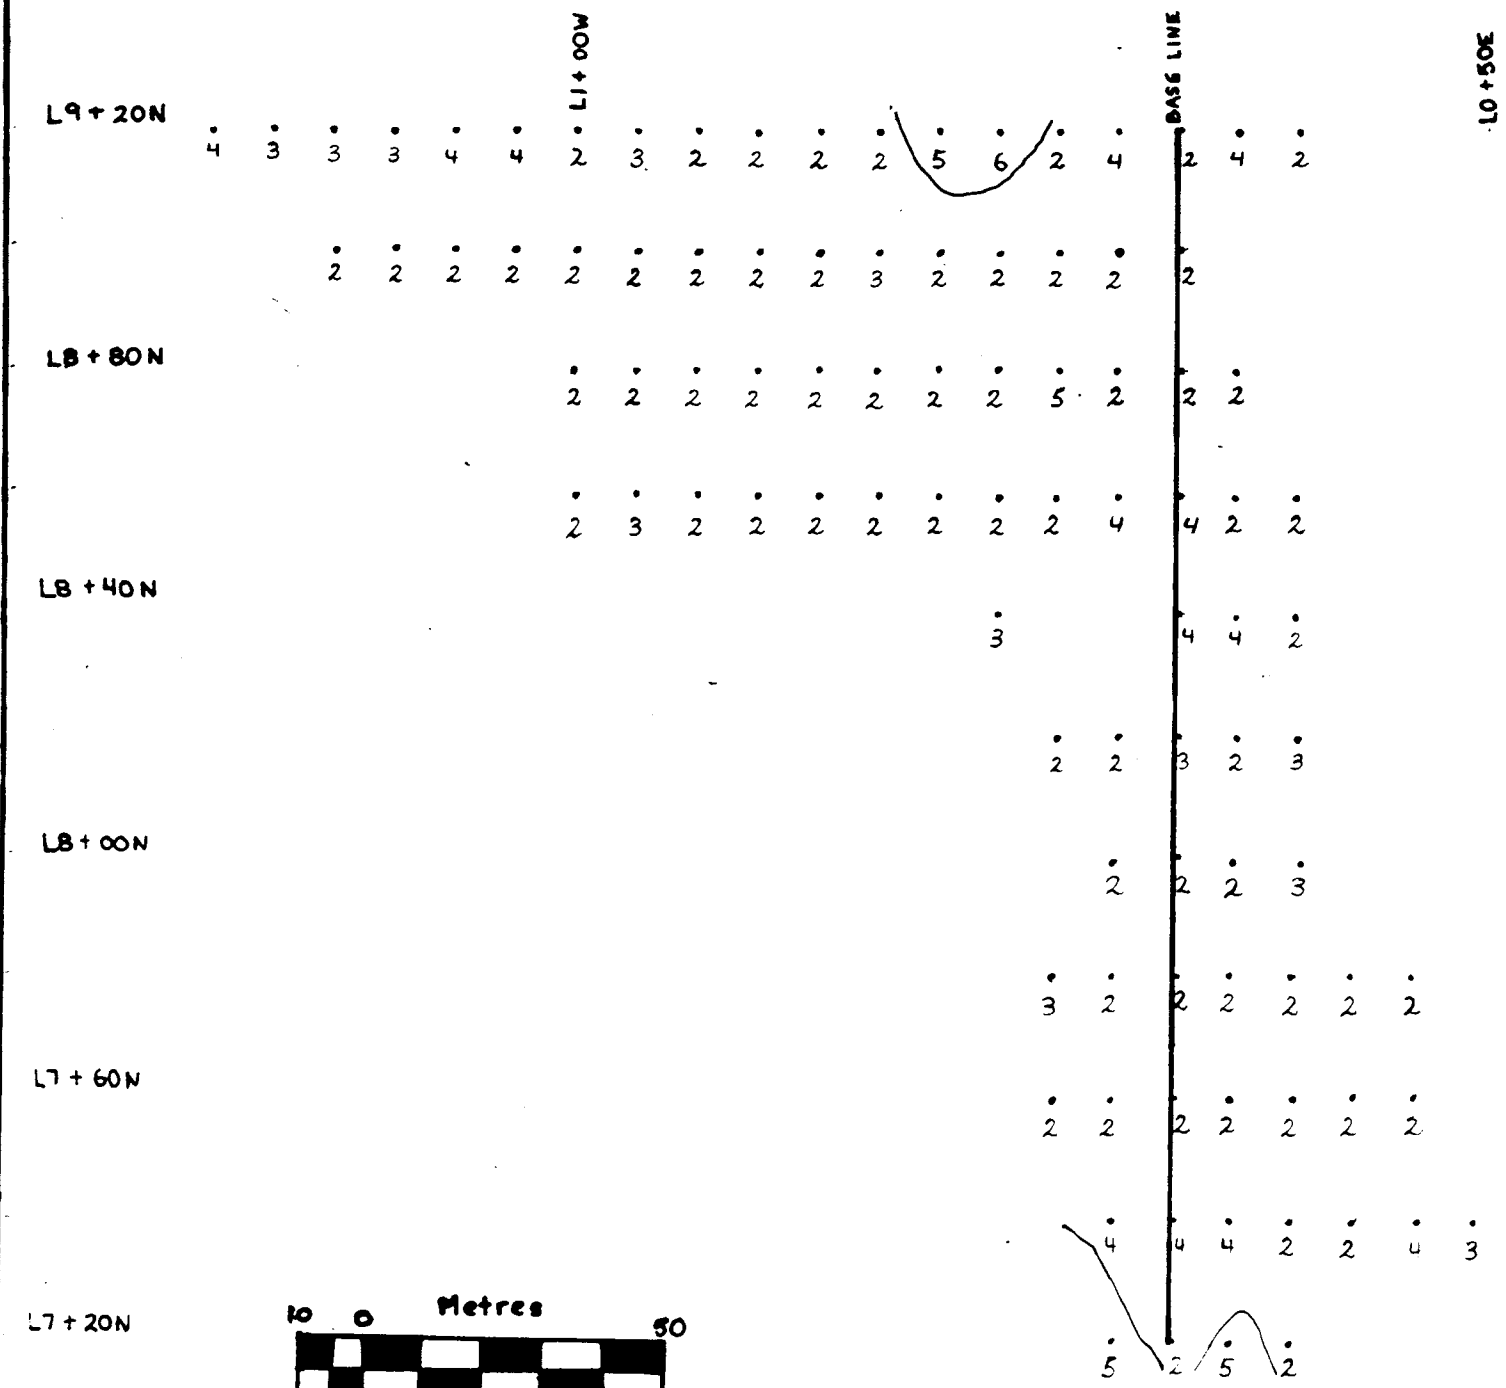 L1+00W BASE LINE L0+50E
L9+20N
4 3 3 3 4 4 2 3 2 2 2 2 5 6 2 4 2 4 2
2 2 2 2 2 2 2 2 2 3 2 2 2 2 2
L8+80N
2 2 2 2 2 2 2 2 5 2 2 2
2 3 2 2 2 2 2 2 2 4 4 2 2
L8+40N
3 4 4 2
2 2 3 2 3
L8+00N
2 2 2 3
3 2 2 2 2 2 2
L7+60N
2 2 2 2 2 2 2
4 4 4 2 2 4 3
L7+20N
5 2 5 2
10 0 Metres 50